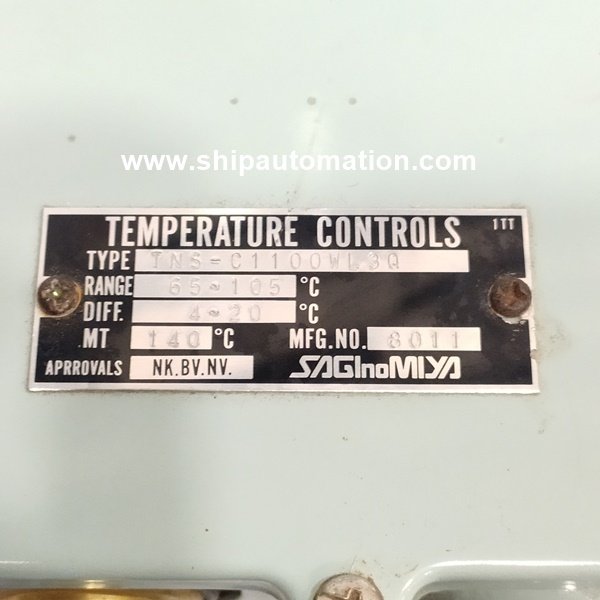 www.shipautomation.com
TEMPERATURE CONTROLS 1TT
TYPE TNS-C1100WL3Q
RANGE 65~105 °C
DIFF. 4~20 °C
MT 140 °C MFG.NO. 8011
APRROVALS NK.BV.NV. SAGInoMIYA